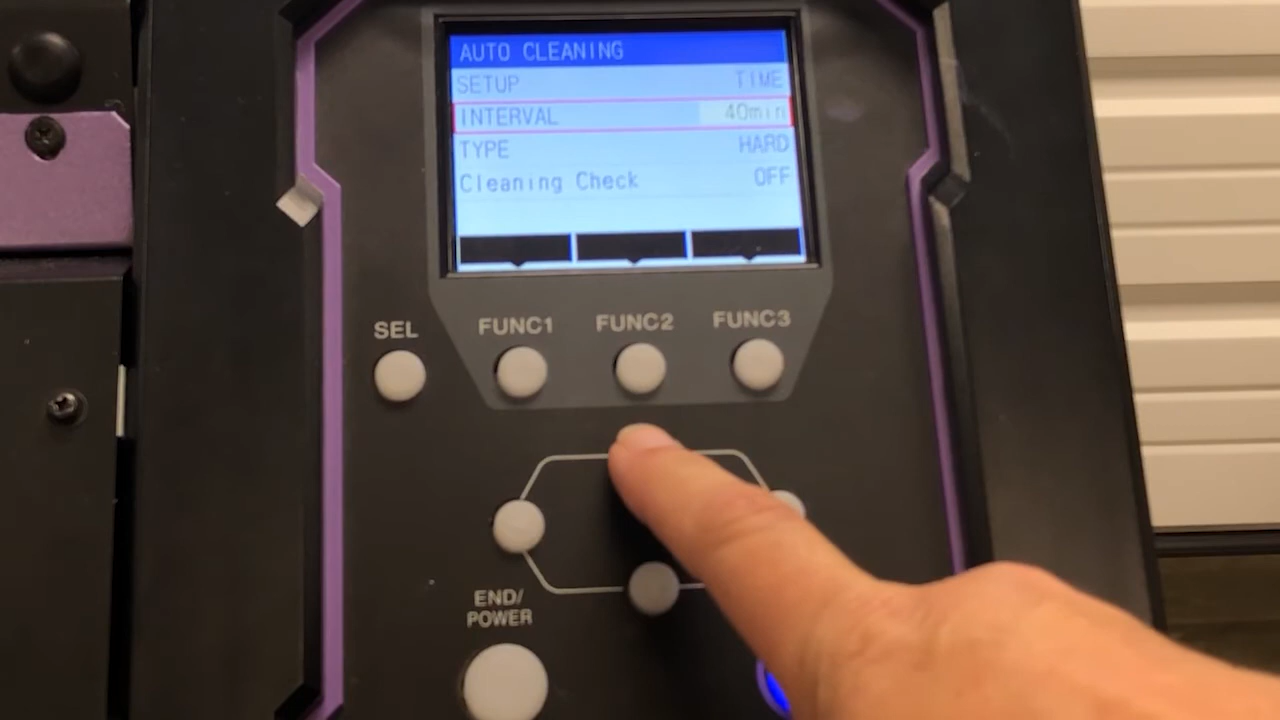 AUTO CLEANING
SETUP TIME
INTERVAL 40min
TYPE HARD
Cleaning Check OFF
SEL FUNC1 FUNC2 FUNC3
END/
POWER